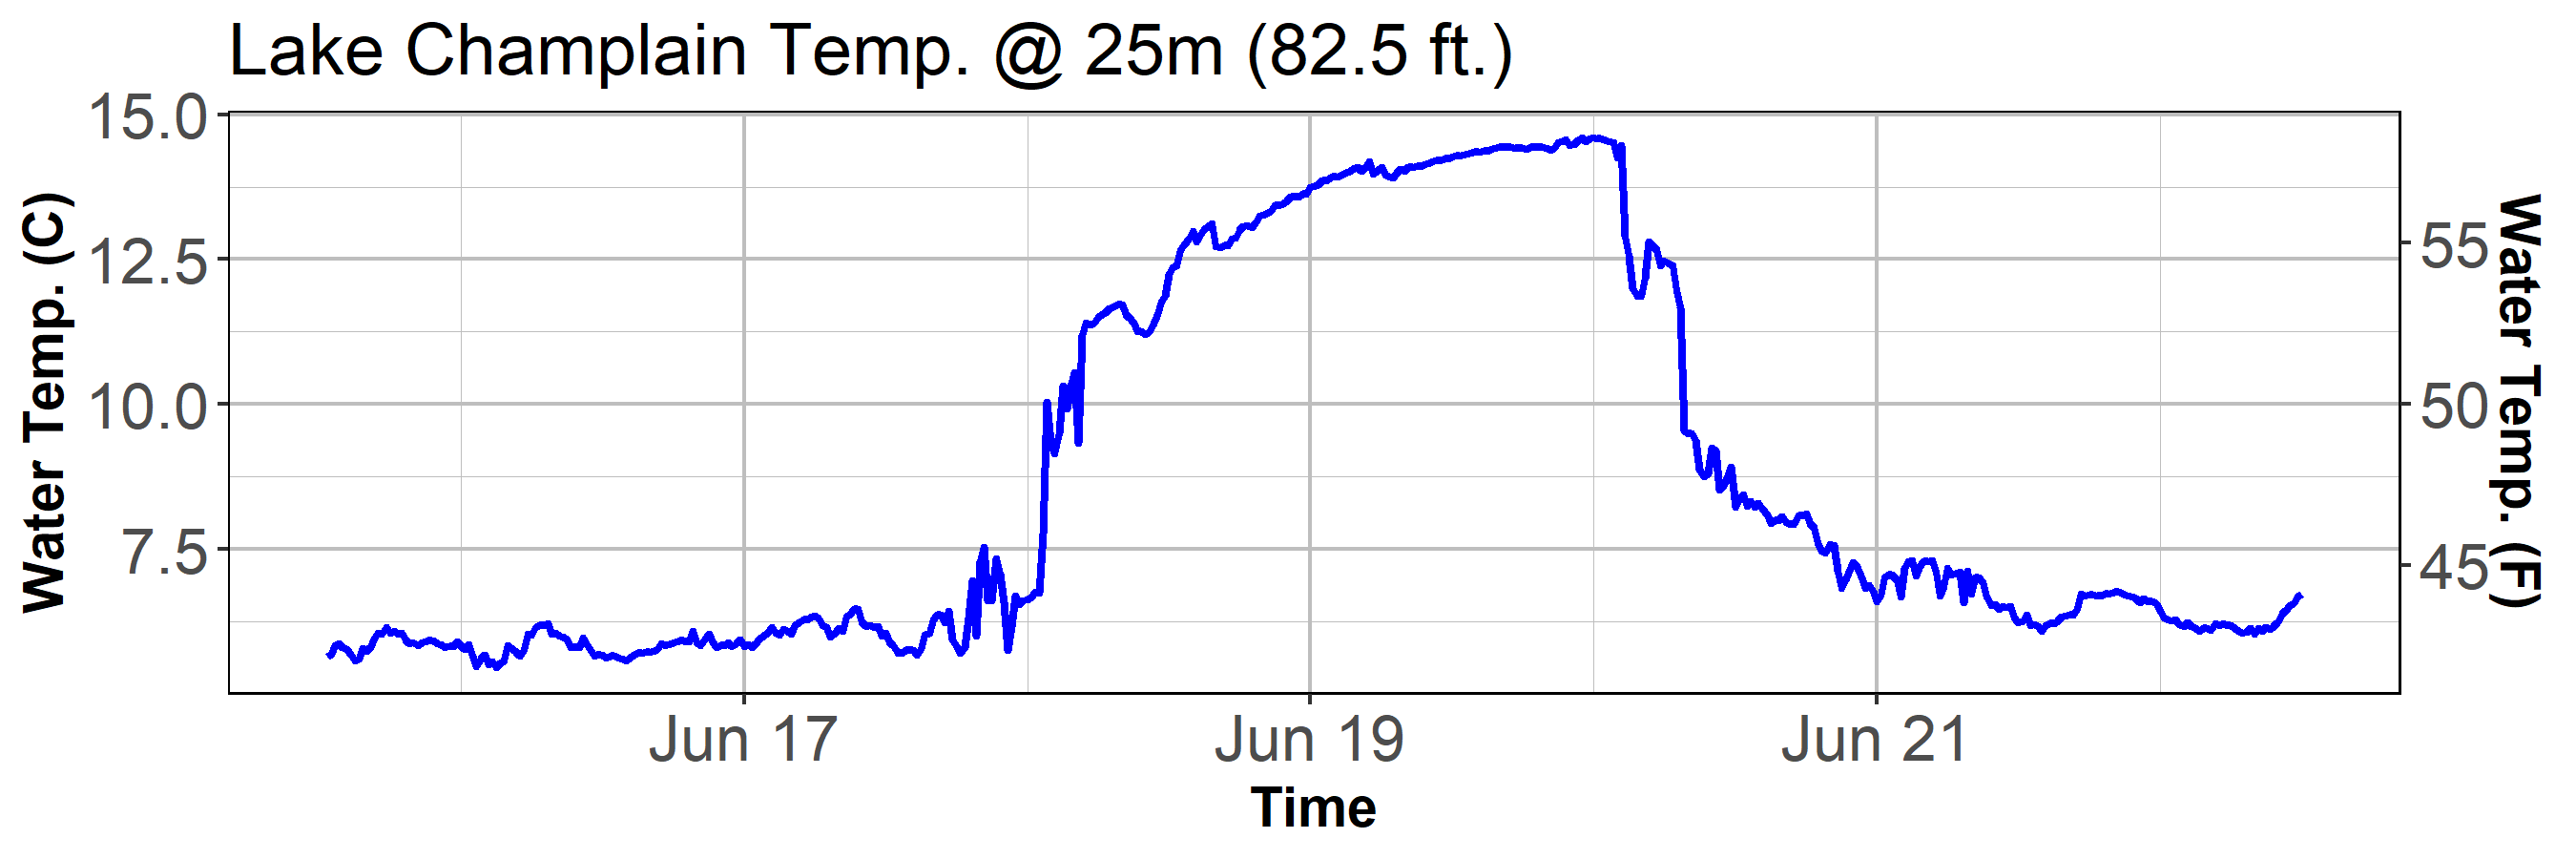 Lake Champlain Temp. @ 25m (82.5 ft.)
Water Temp. (C)
15.0
12.5
10.0
7.5
55
50
45
Water Temp. (F)
Jun 17
Jun 19
Jun 21
Time